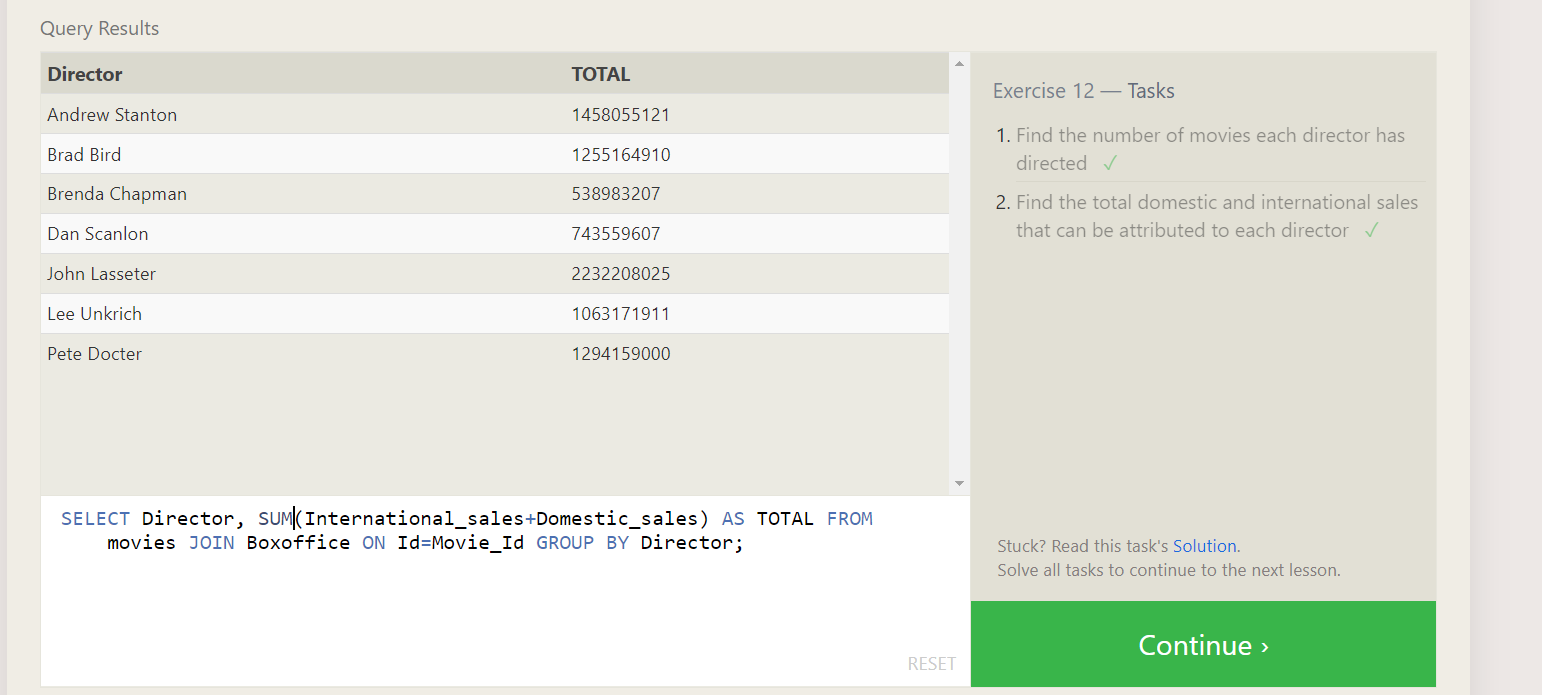 Query Results
Director TOTAL
Andrew Stanton 1458055121
Brad Bird 1255164910
Brenda Chapman 538983207
Dan Scanlon 743559607
John Lasseter 2232208025
Lee Unkrich 1063171911
Pete Docter 1294159000
SELECT Director, SUM(International_sales+Domestic_sales) AS TOTAL FROM
movies JOIN Boxoffice ON Id=Movie_Id GROUP BY Director;
RESET
Exercise 12 — Tasks
1. Find the number of movies each director has
directed ✓
2. Find the total domestic and international sales
that can be attributed to each director ✓
Stuck? Read this task's Solution.
Solve all tasks to continue to the next lesson.
Continue ›